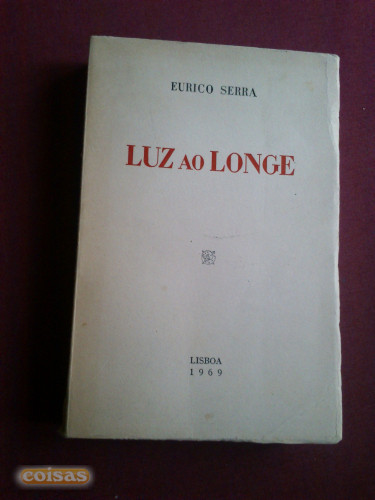 EURICO SERRA
LUZ AO LONGE
LISBOA
1969
coisas